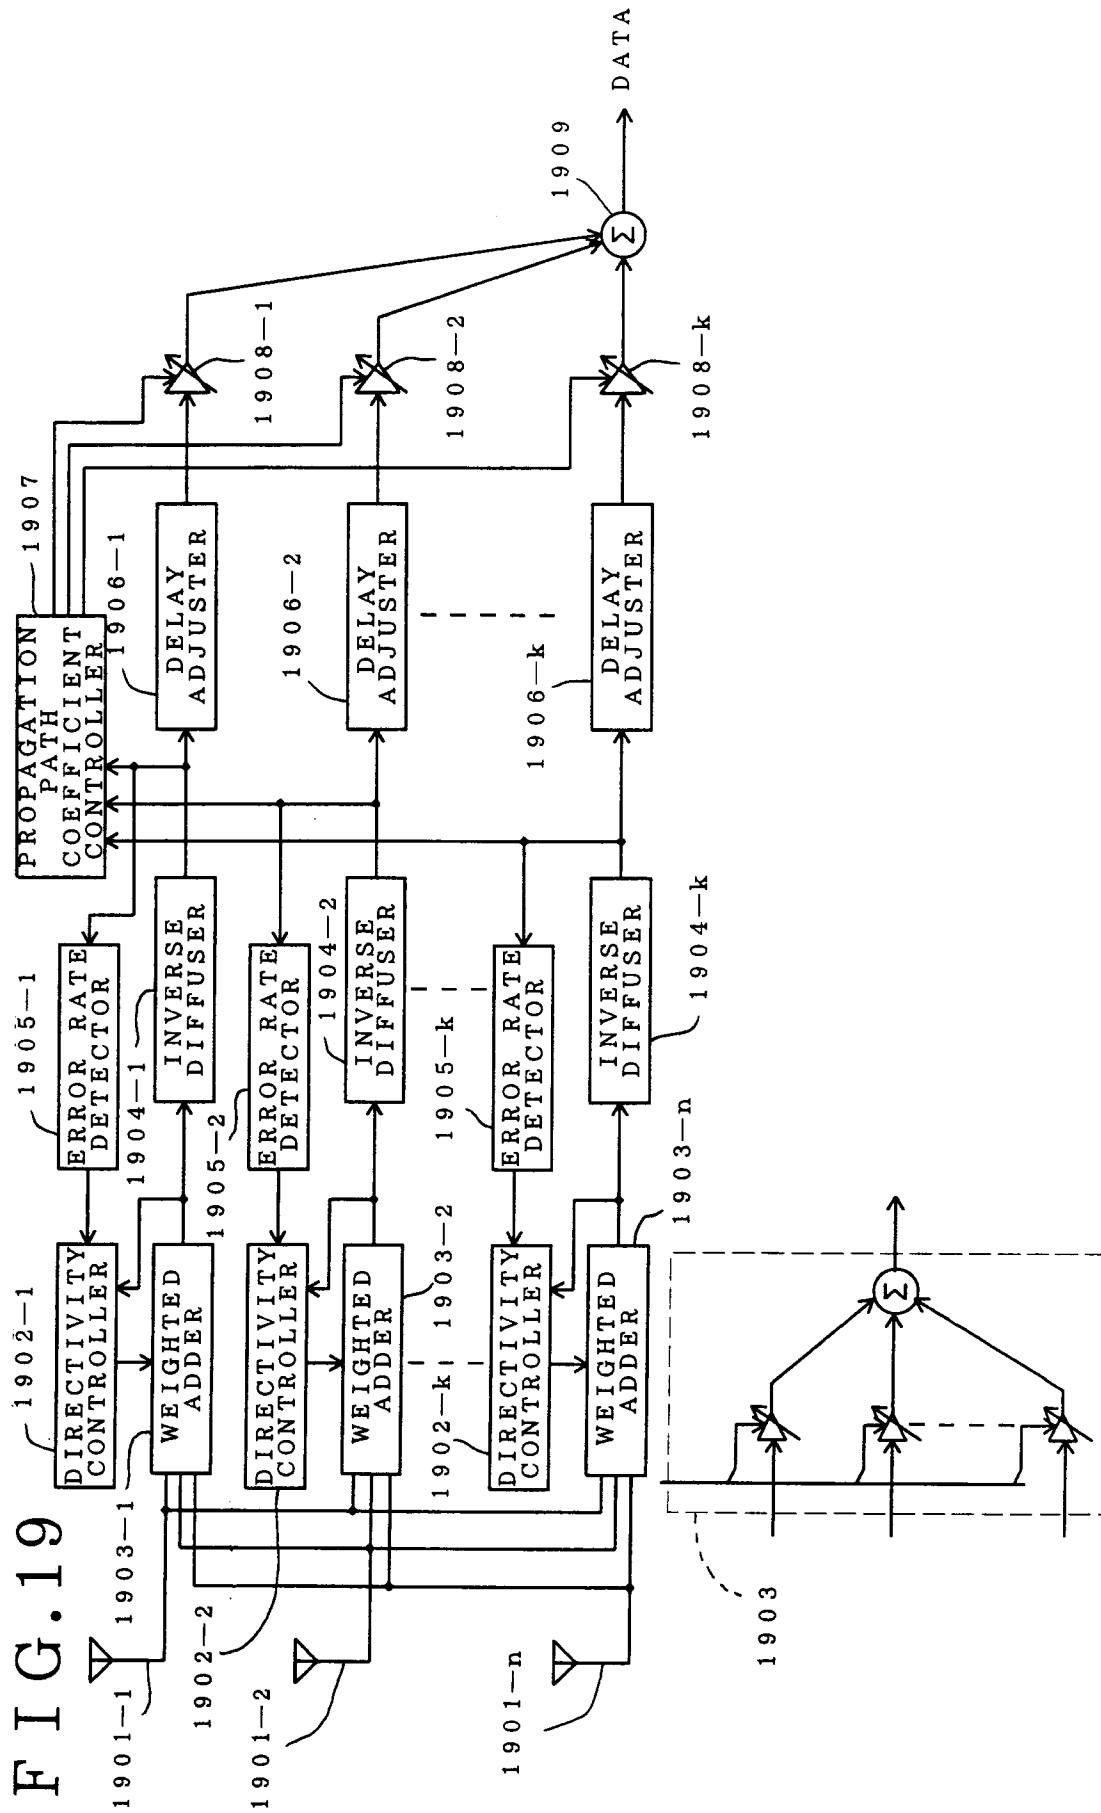 FIG.19
1901-1
1901-2
1901-n
1902-1
DIRECTIVITY
CONTROLLER
1903-1
WEIGHTED
ADDER
1902-2
DIRECTIVITY
CONTROLLER
WEIGHTED
ADDER
1903-2
1902-k
DIRECTIVITY
CONTROLLER
WEIGHTED
ADDER
1903-n
1905-1
ERROR RATE
DETECTOR
1904-1
INVERSE
DIFFUSER
1905-2
ERROR RATE
DETECTOR
1904-2
INVERSE
DIFFUSER
1905-k
ERROR RATE
DETECTOR
INVERSE
DIFFUSER
1904-k
PROPAGATION
PATH
COEFFICIENT
CONTROLLER
1907
1906-1
DELAY
ADJUSTER
1906-2
DELAY
ADJUSTER
1906-k
DELAY
ADJUSTER
1908-1
1908-2
1908-k
1909
Σ
DATA
1903
Σ